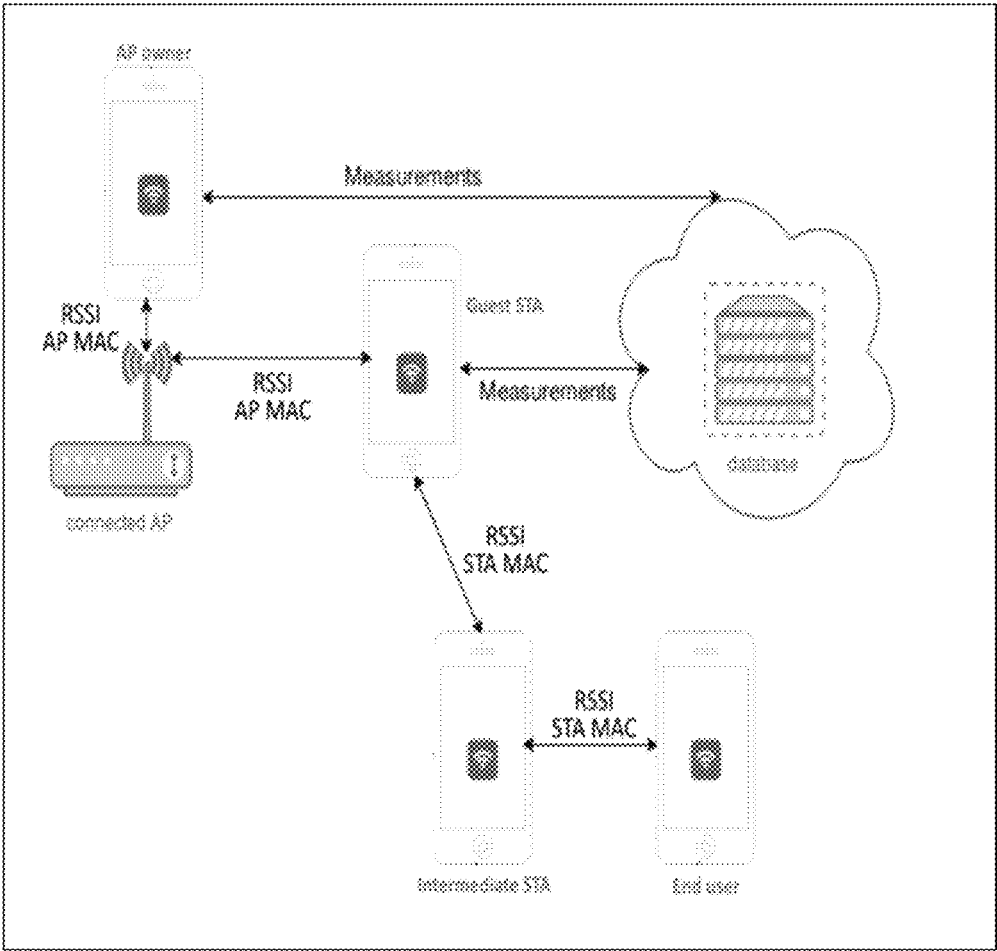 AP owner
Measurements
RSSI
AP MAC
Guest STA
RSSI
AP MAC
Measurements
database
connected AP
RSSI
STA MAC
RSSI
STA MAC
Intermediate STA
End user